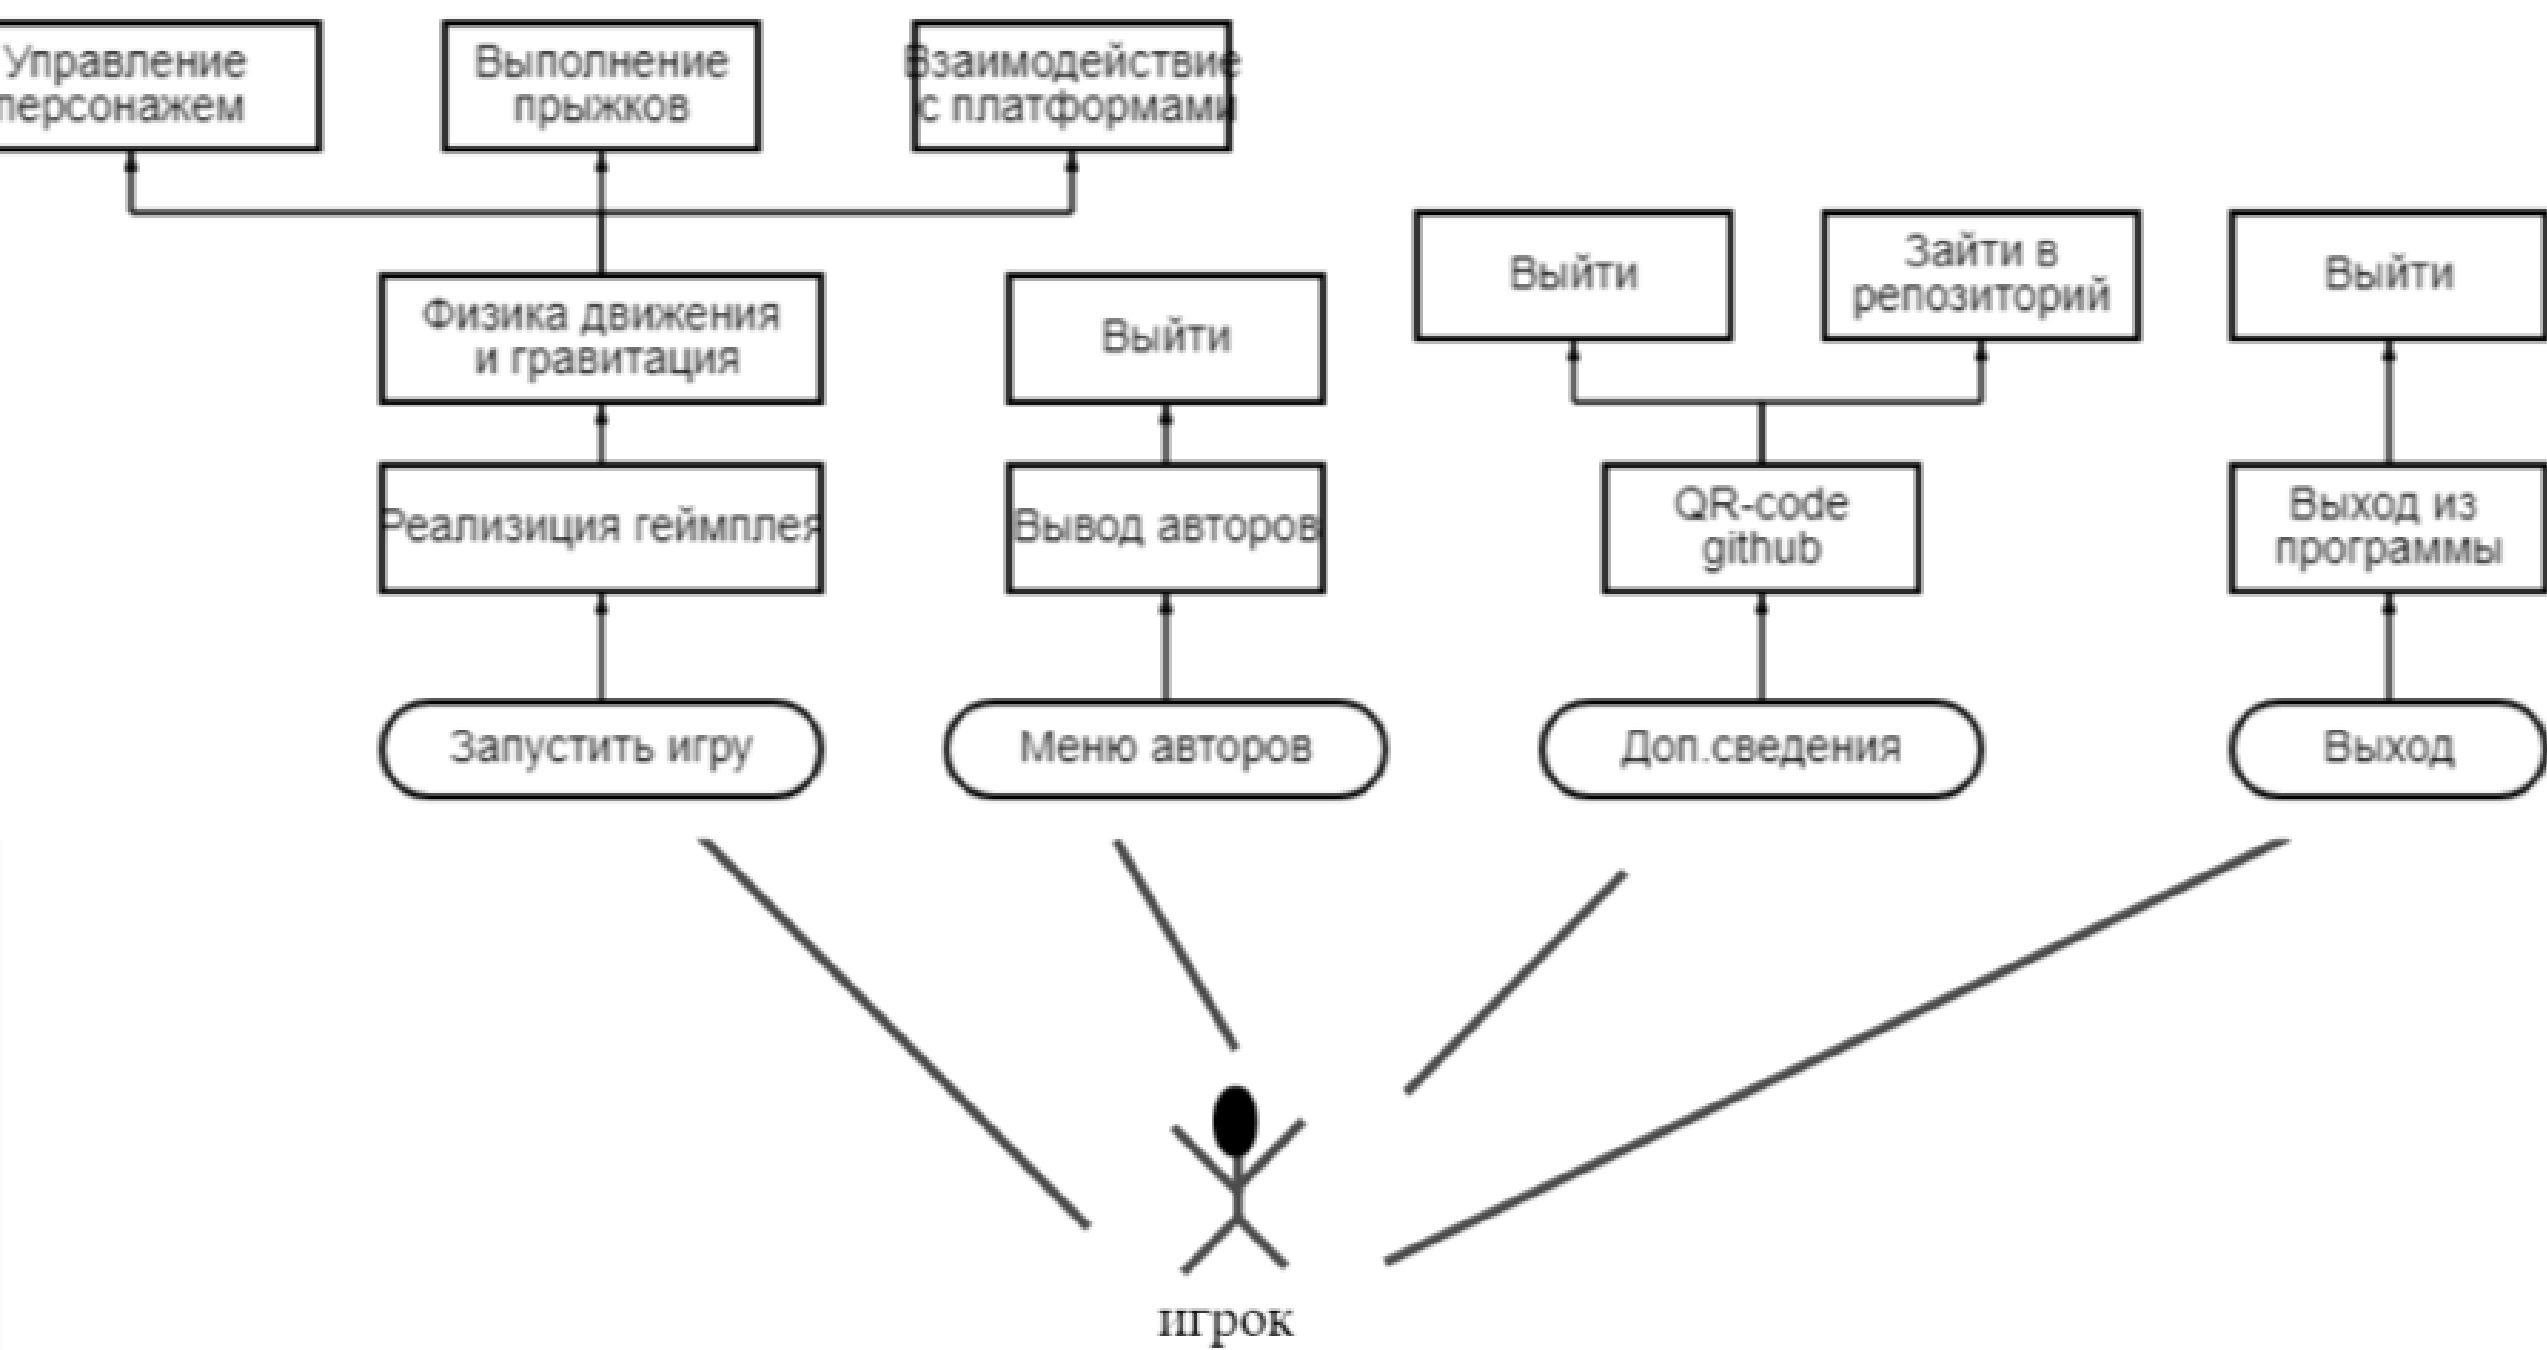 Управление
персонажем
Выполнение
прыжков
Взаимодействие
с платформами
Физика движения
и гравитация
Выйти
Выйти
Зайти в
репозиторий
Выйти
Реализиция геймплея
Вывод авторов
QR-code
github
Выход из
программы
Запустить игру
Меню авторов
Доп.сведения
Выход
игрок